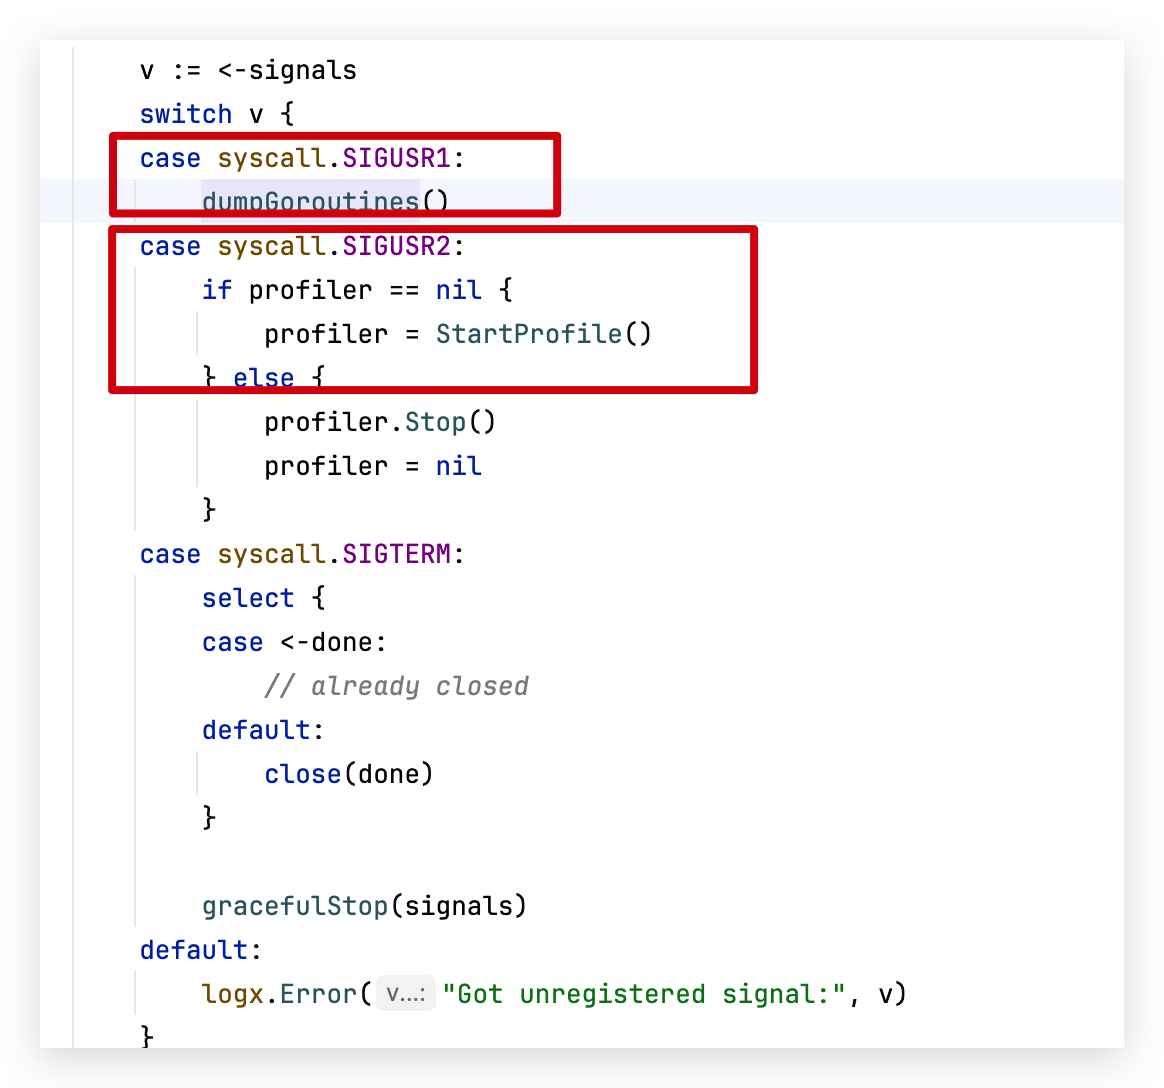 v := <-signals
switch v {
case syscall.SIGUSR1:
dumpGoroutines()
case syscall.SIGUSR2:
if profiler == nil {
profiler = StartProfile()
} else {
profiler.Stop()
profiler = nil
}
case syscall.SIGTERM:
select {
case <-done:
// already closed
default:
close(done)
}
gracefulStop(signals)
default:
logx.Error( v...: "Got unregistered signal:", v)
}